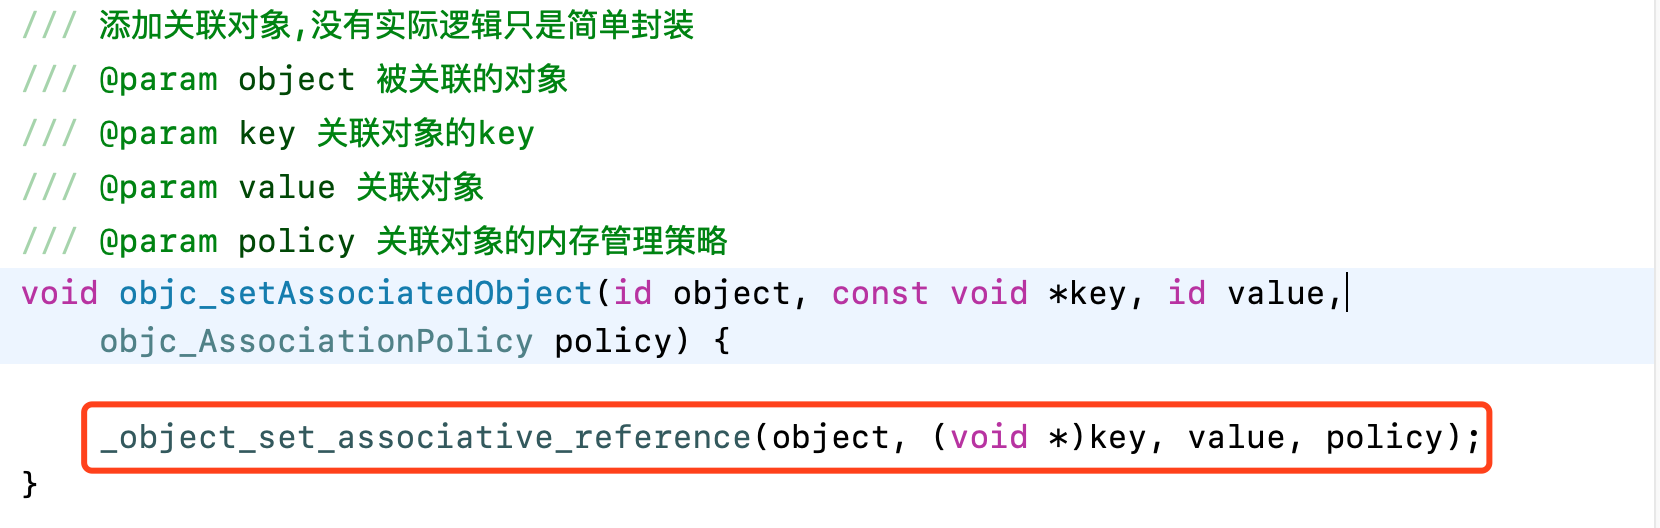 /// 添加关联对象,没有实际逻辑只是简单封装
/// @param object 被关联的对象
/// @param key 关联对象的key
/// @param value 关联对象
/// @param policy 关联对象的内存管理策略
void objc_setAssociatedObject(id object, const void *key, id value,
    objc_AssociationPolicy policy) {
    _object_set_associative_reference(object, (void *)key, value, policy);
}